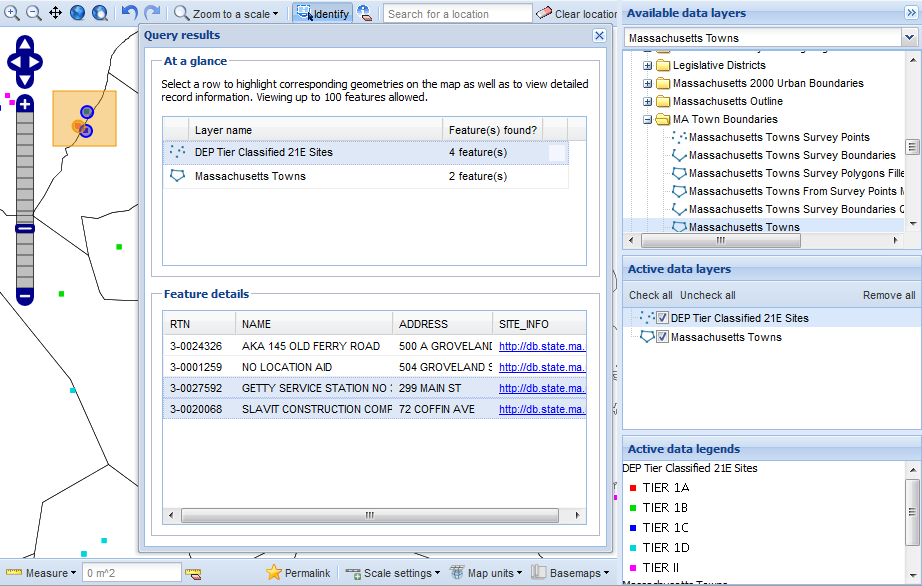 Zoom to a scale Identify Search for a location Clear location
Query results
At a glance
Select a row to highlight corresponding geometries on the map as well as to view detailed
record information. Viewing up to 100 features allowed.
Layer name Feature(s) found?
DEP Tier Classified 21E Sites 4 feature(s)
Massachusetts Towns 2 feature(s)
Feature details
RTN NAME ADDRESS SITE_INFO
3-0024326 AKA 145 OLD FERRY ROAD 500 A GROVELAND http://db.state.ma.
3-0001259 NO LOCATION AID 504 GROVELAND S http://db.state.ma.
3-0027592 GETTY SERVICE STATION NO 299 MAIN ST http://db.state.ma.
3-0020068 SLAVIT CONSTRUCTION COMP 72 COFFIN AVE http://db.state.ma.
Available data layers
Massachusetts Towns
Legislative Districts
Massachusetts 2000 Urban Boundaries
Massachusetts Outline
MA Town Boundaries
Massachusetts Towns Survey Points
Massachusetts Towns Survey Boundaries
Massachusetts Towns Survey Polygons Fille
Massachusetts Towns From Survey Points M
Massachusetts Towns Survey Boundaries
Massachusetts Towns
Active data layers
Check all Uncheck all Remove all
DEP Tier Classified 21E Sites
Massachusetts Towns
Active data legends
DEP Tier Classified 21E Sites
TIER 1A
TIER 1B
TIER 1C
TIER 1D
TIER II
Massachusetts Towns
Measure 0 m^2 Permalink Scale settings Map units Basemaps